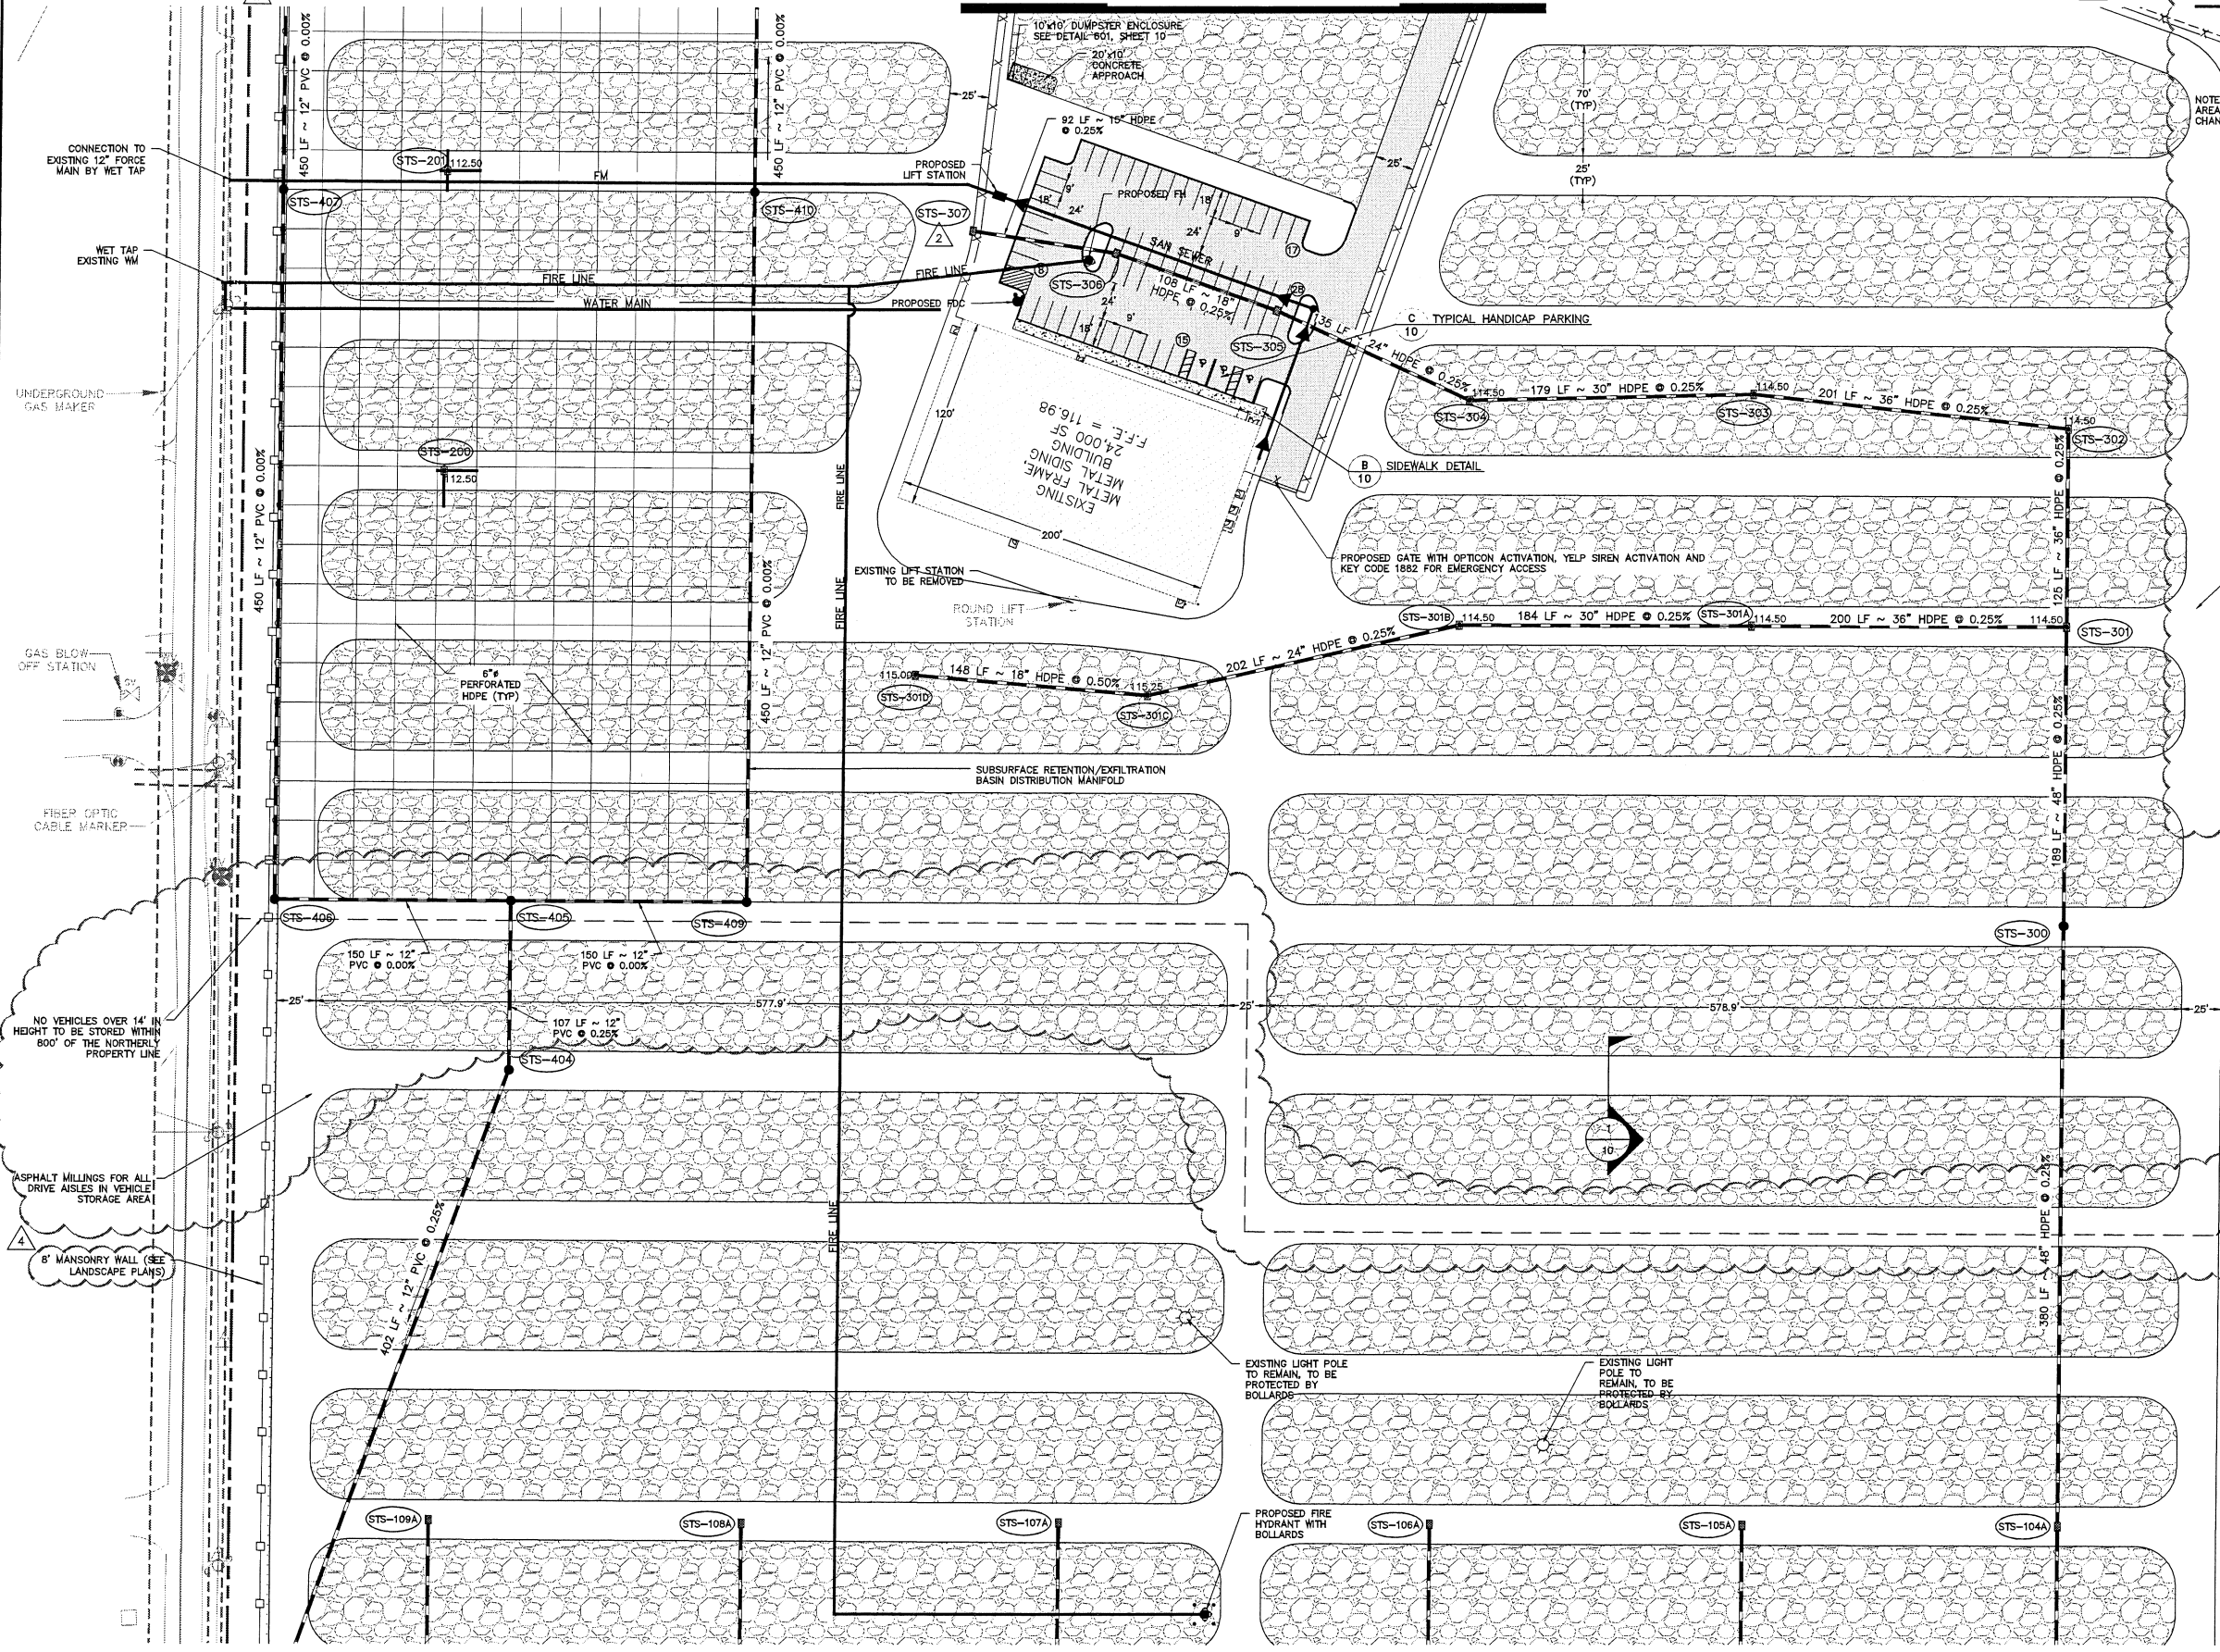 450 LF ~ 12" PVC @ 0.00%
450 LF ~ 12" PVC @ 0.00%
10'x10' DUMPSTER ENCLOSURE
SEE DETAIL 601, SHEET 10
20'x10'
CONCRETE
APPROACH
25'
70'
(TYP)
NOTE
AREA
CHAN
92 LF ~ 15" HDPE
@ 0.25%
CONNECTION TO
EXISTING 12" FORCE
MAIN BY WET TAP
STS-201
112.50
PROPOSED
LIFT STATION
25'
25'
(TYP)
FM
9'
18'
24'
PROPOSED FH
18'
9'
24'
STS-407
STS-410
STS-307
2
SAN SEWER
17
WET TAP
EXISTING WM
FIRE LINE
FIRE LINE
8
STS-306
108 LF ~ 18"
HDPE @ 0.25%
28
WATER MAIN
PROPOSED FDC
24'
9'
18'
15
STS-305
135 LF ~ 24" HDPE @ 0.25%
C
10
TYPICAL HANDICAP PARKING
UNDERGROUND
GAS MAKER
114.50
179 LF ~ 30" HDPE @ 0.25%
114.50
201 LF ~ 36" HDPE @ 0.25%
STS-304
STS-303
114.50
STS-302
120'
EXISTING
METAL FRAME,
METAL SIDING
BUILDING
24,000 SF
F.F.E. = 116.98
200'
STS-200
112.50
FIRE LINE
450 LF ~ 12" PVC @ 0.00%
B
10
SIDEWALK DETAIL
125 LF ~ 36" HDPE @ 0.25%
PROPOSED GATE WITH OPTICON ACTIVATION, YELP SIREN ACTIVATION AND
KEY CODE 1882 FOR EMERGENCY ACCESS
EXISTING LIFT STATION
TO BE REMOVED
ROUND LIFT
STATION
FIRE LINE
450 LF ~ 12" PVC @ 0.00%
STS-301B
114.50
184 LF ~ 30" HDPE @ 0.25%
STS-301A
114.50
200 LF ~ 36" HDPE @ 0.25%
114.50
STS-301
GAS BLOW
OFF STATION
6"ø
PERFORATED
HDPE (TYP)
115.00
148 LF ~ 18" HDPE @ 0.50%
115.25
202 LF ~ 24" HDPE @ 0.25%
STS-301D
STS-301C
SUBSURFACE RETENTION/EXFILTRATION
BASIN DISTRIBUTION MANIFOLD
189 LF ~ 48" HDPE @ 0.25%
FIBER OPTIC
CABLE MARKER
STS-406
STS-405
STS-409
STS-300
150 LF ~ 12"
PVC @ 0.00%
150 LF ~ 12"
PVC @ 0.00%
25'
577.9'
25'
578.9'
25'
NO VEHICLES OVER 14' IN
HEIGHT TO BE STORED WITHIN
800' OF THE NORTHERLY
PROPERTY LINE
107 LF ~ 12"
PVC @ 0.25%
STS-404
1
10
ASPHALT MILLINGS FOR ALL
DRIVE AISLES IN VEHICLE
STORAGE AREA
FIRE LINE
402 LF ~ 12" PVC @ 0.25%
380 LF ~ 48" HDPE @ 0.25%
4
8' MANSONRY WALL (SEE
LANDSCAPE PLANS)
EXISTING LIGHT POLE
TO REMAIN, TO BE
PROTECTED BY
BOLLARDS
EXISTING LIGHT
POLE TO
REMAIN, TO BE
PROTECTED BY
BOLLARDS
STS-109A
STS-108A
STS-107A
PROPOSED FIRE
HYDRANT WITH
BOLLARDS
STS-106A
STS-105A
STS-104A